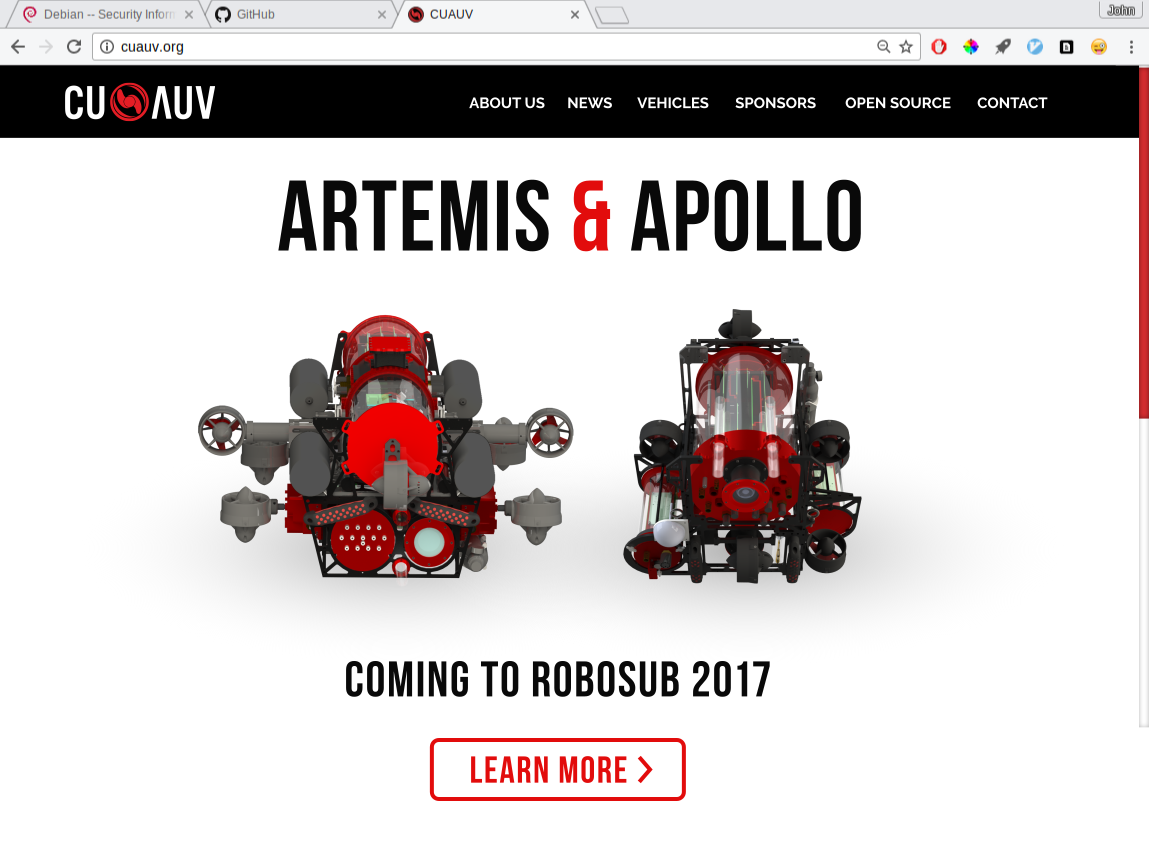 Debian -- Security Inform
GitHub
CUAUV
John
cuauv.org
CU AUV
ABOUT US
NEWS
VEHICLES
SPONSORS
OPEN SOURCE
CONTACT
ARTEMIS & APOLLO
COMING TO ROBOSUB 2017
LEARN MORE >